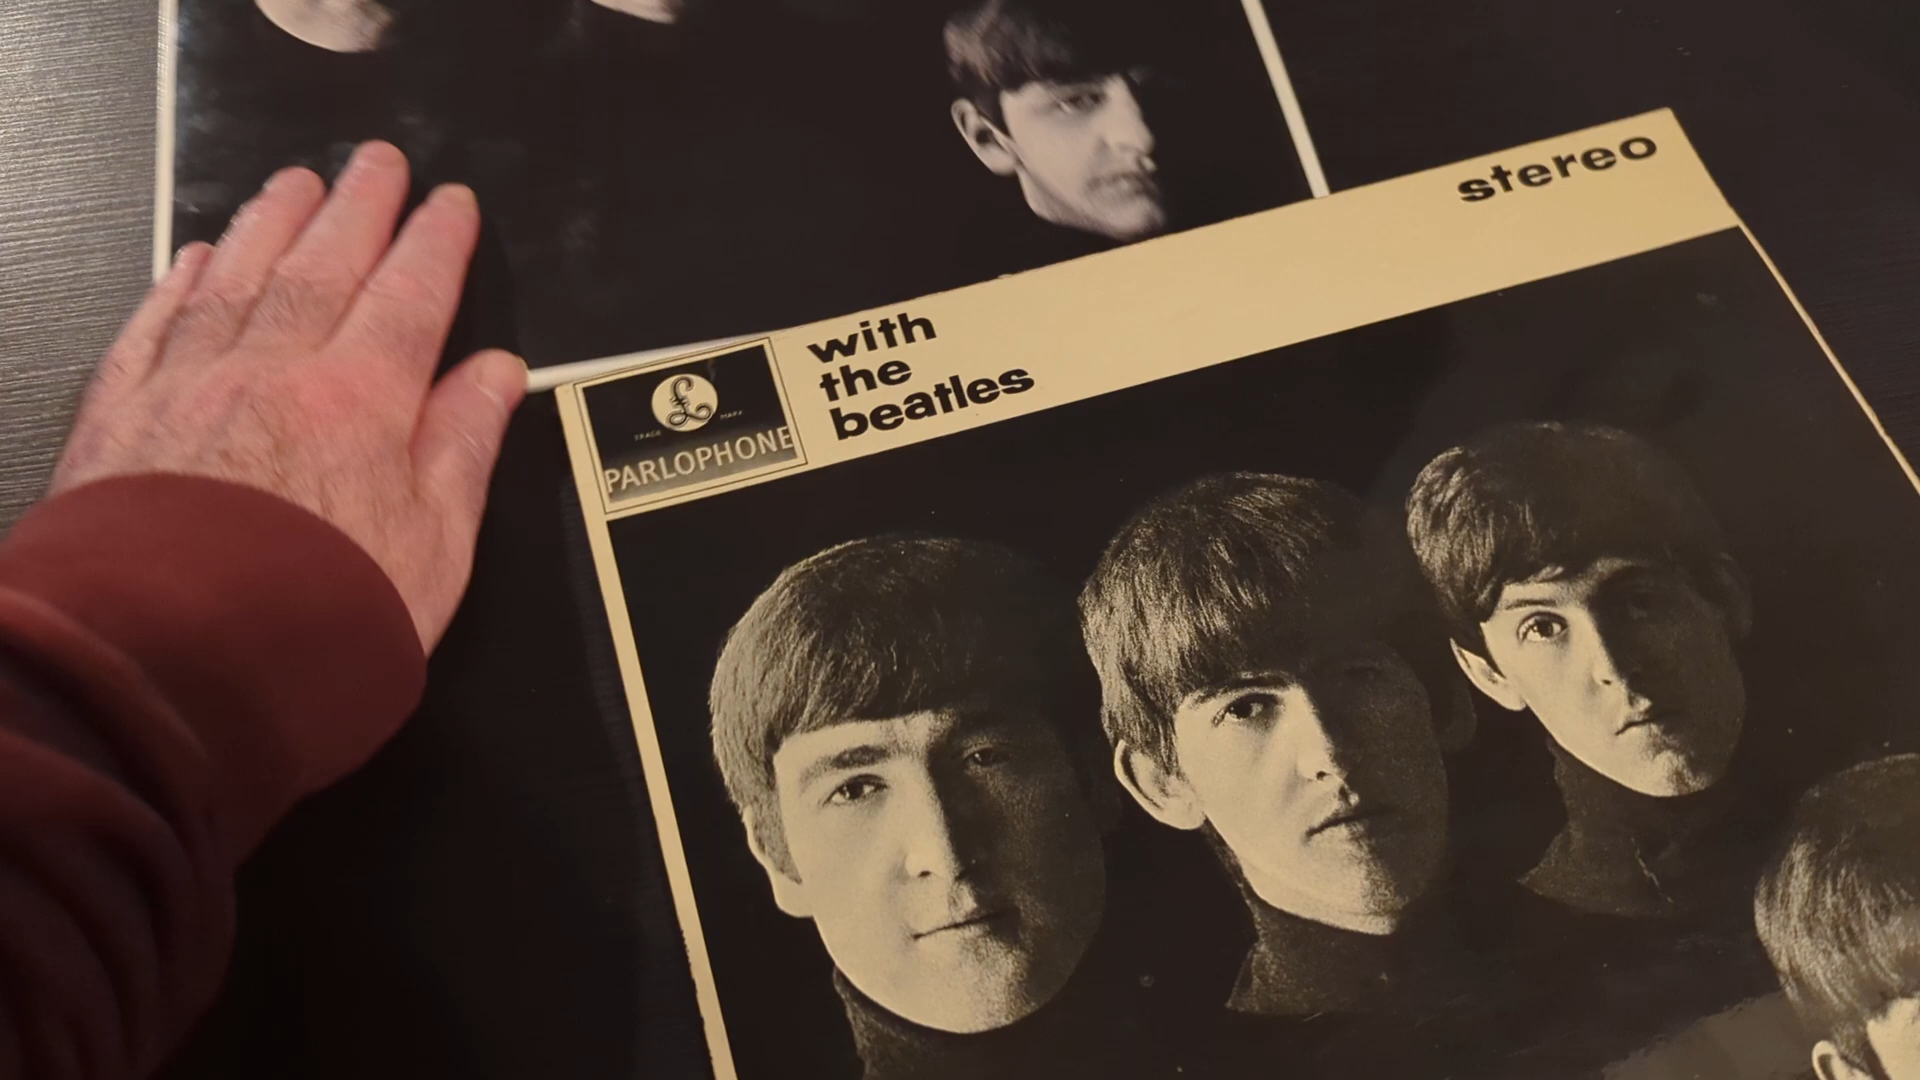 stereo
with
the
beatles
£
TRADE MARK
PARLOPHONE